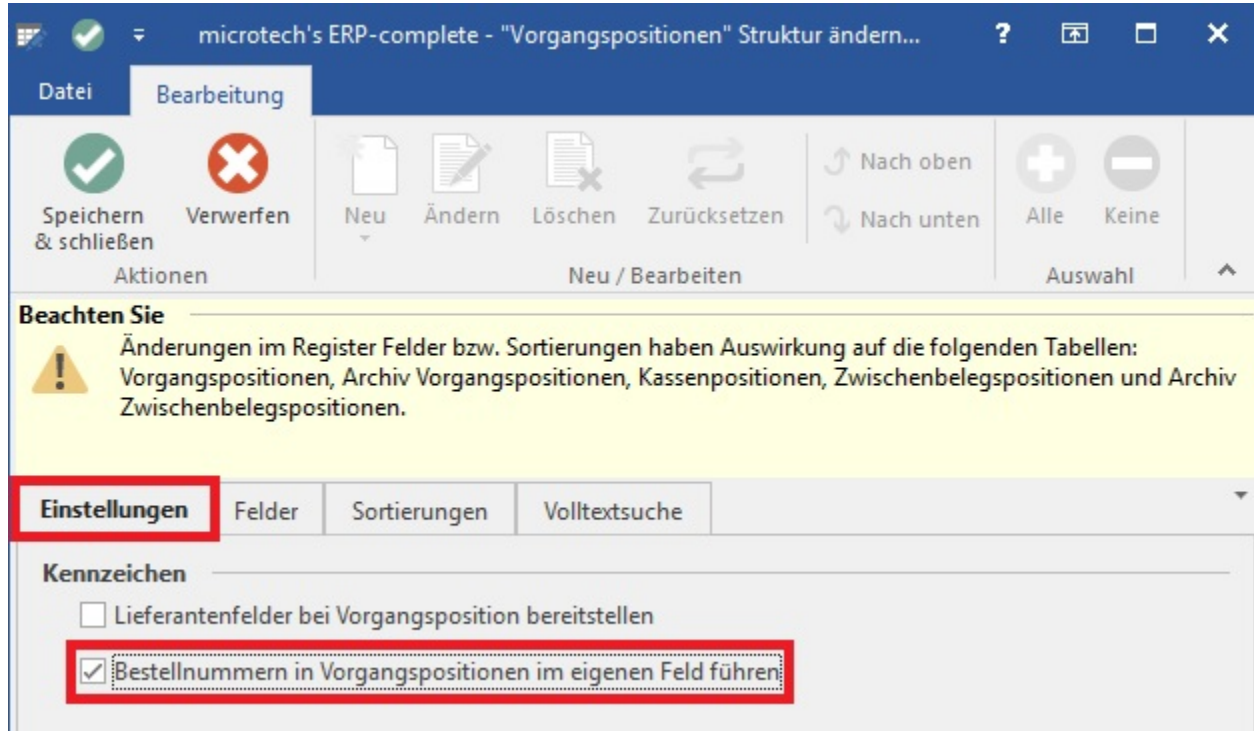 microtech's ERP-complete - "Vorgangspositionen" Struktur ändern...
Datei Bearbeitung
Speichern & schließen
Verwerfen
Neu
Ändern
Löschen
Zurücksetzen
Nach oben
Nach unten
Alle
Keine
Aktionen
Neu / Bearbeiten
Auswahl
Beachten Sie
Änderungen im Register Felder bzw. Sortierungen haben Auswirkung auf die folgenden Tabellen:
Vorgangspositionen, Archiv Vorgangspositionen, Kassenpositionen, Zwischenbelegspositionen und Archiv
Zwischenbelegspositionen.
Einstellungen Felder Sortierungen Volltextsuche
Kennzeichen
Lieferantenfelder bei Vorgangsposition bereitstellen
Bestellnummern in Vorgangspositionen im eigenen Feld führen